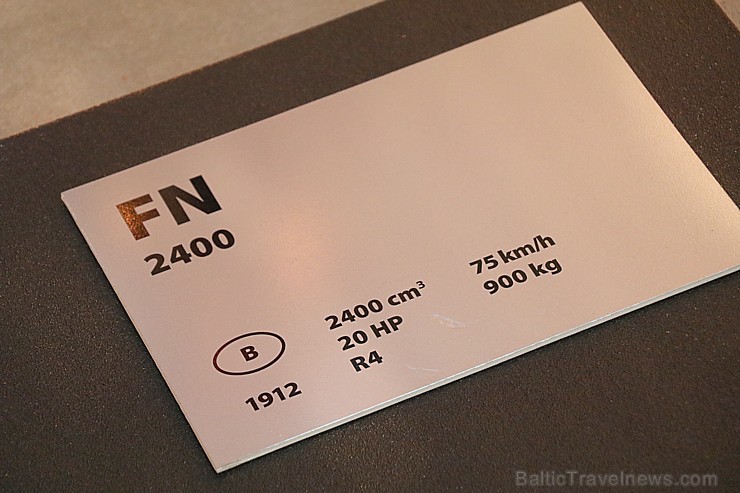 FN
2400
B
1912
2400 cm³
20 HP
R4
75 km/h
900 kg
BalticTravelnews.com